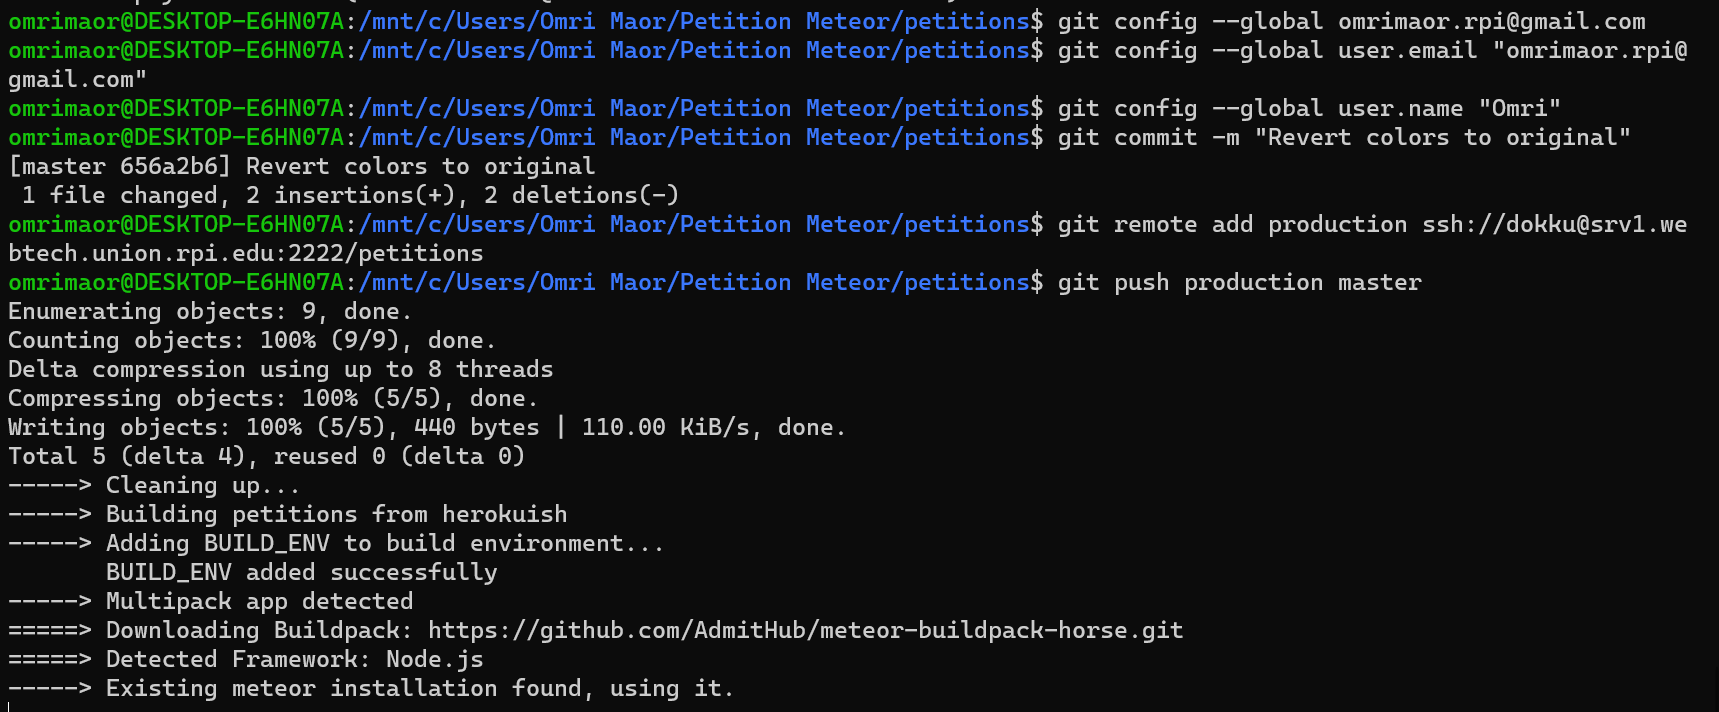 omrimaor@DESKTOP-E6HN07A:/mnt/c/Users/Omri Maor/Petition Meteor/petitions$ git config --global omrimaor.rpi@gmail.com
omrimaor@DESKTOP-E6HN07A:/mnt/c/Users/Omri Maor/Petition Meteor/petitions$ git config --global user.email "omrimaor.rpi@
gmail.com"
omrimaor@DESKTOP-E6HN07A:/mnt/c/Users/Omri Maor/Petition Meteor/petitions$ git config --global user.name "Omri"
omrimaor@DESKTOP-E6HN07A:/mnt/c/Users/Omri Maor/Petition Meteor/petitions$ git commit -m "Revert colors to original"
[master 656a2b6] Revert colors to original
 1 file changed, 2 insertions(+), 2 deletions(-)
omrimaor@DESKTOP-E6HN07A:/mnt/c/Users/Omri Maor/Petition Meteor/petitions$ git remote add production ssh://dokku@srv1.we
btech.union.rpi.edu:2222/petitions
omrimaor@DESKTOP-E6HN07A:/mnt/c/Users/Omri Maor/Petition Meteor/petitions$ git push production master
Enumerating objects: 9, done.
Counting objects: 100% (9/9), done.
Delta compression using up to 8 threads
Compressing objects: 100% (5/5), done.
Writing objects: 100% (5/5), 440 bytes | 110.00 KiB/s, done.
Total 5 (delta 4), reused 0 (delta 0)
-----> Cleaning up...
-----> Building petitions from herokuish
-----> Adding BUILD_ENV to build environment...
       BUILD_ENV added successfully
-----> Multipack app detected
=====> Downloading Buildpack: https://github.com/AdmitHub/meteor-buildpack-horse.git
=====> Detected Framework: Node.js
-----> Existing meteor installation found, using it.